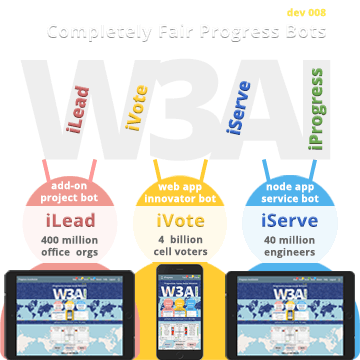 dev 008
Completely Fair Progress Bots
W3AI
iLead
iVote
iServe
iProgress
add-on
project bot
iLead
400 million
office orgs
web app
innovator bot
iVote
4 billion
cell voters
node app
service bot
iServe
40 million
engineers
W3AI
W3AI
W3AI